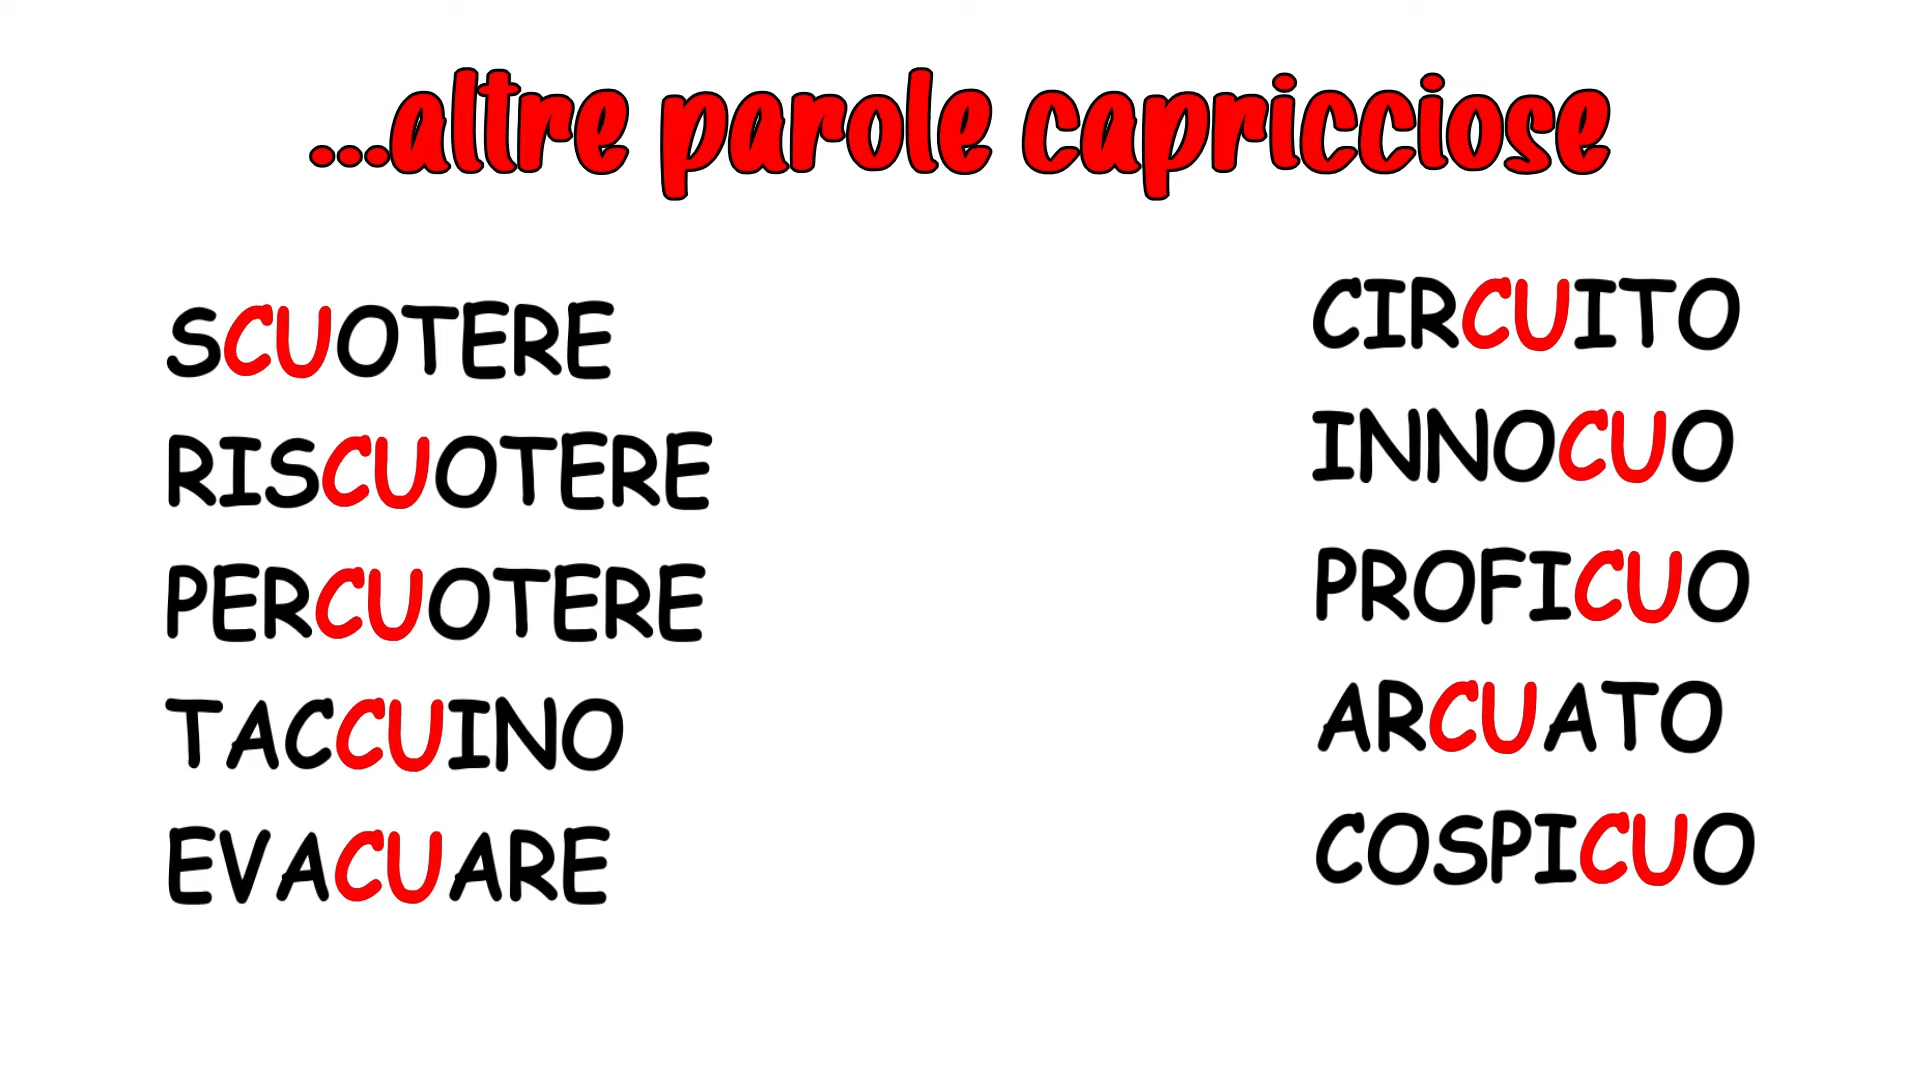 ...altre parole capricciose
SCUOTERE
RISCUOTERE
PERCUOTERE
TACCUINO
EVACUARE
CIRCUITO
INNOCUO
PROFICUO
ARCUATO
COSPICUO